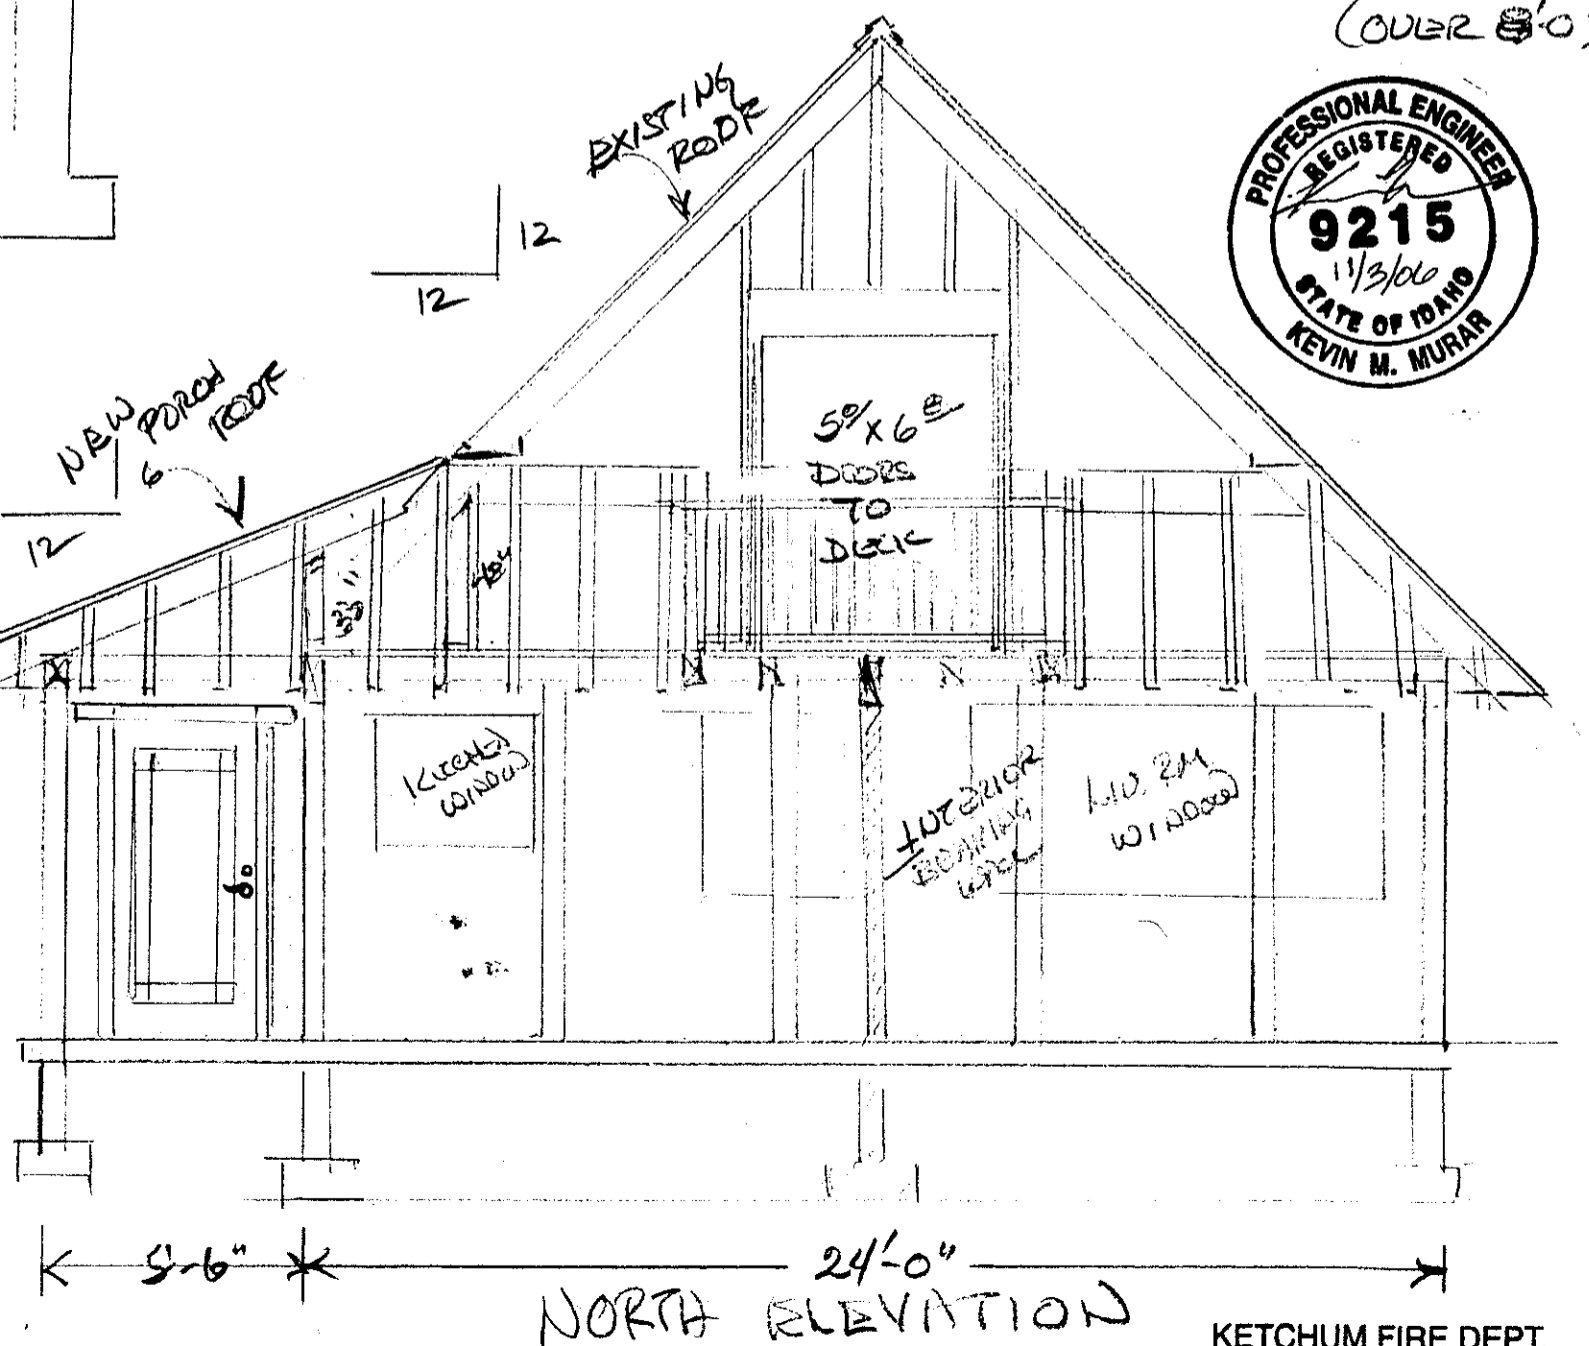 (OVER 8'-0
PROFESSIONAL ENGINEER
REGISTERED
9215
11/3/06
STATE OF IDAHO
KEVIN M. MURAR
EXISTING
ROOF
12
12
NEW PORCH
ROOF
6
12
5⁰ X 6⁸
DOORS
TO
DECK
33"
KITCHEN
WINDOW
INTERIOR
BEARING
WALL
LIV. RM
WINDOW
5'-6"
24'-0"
NORTH ELEVATION
KETCHUM FIRE DEPT